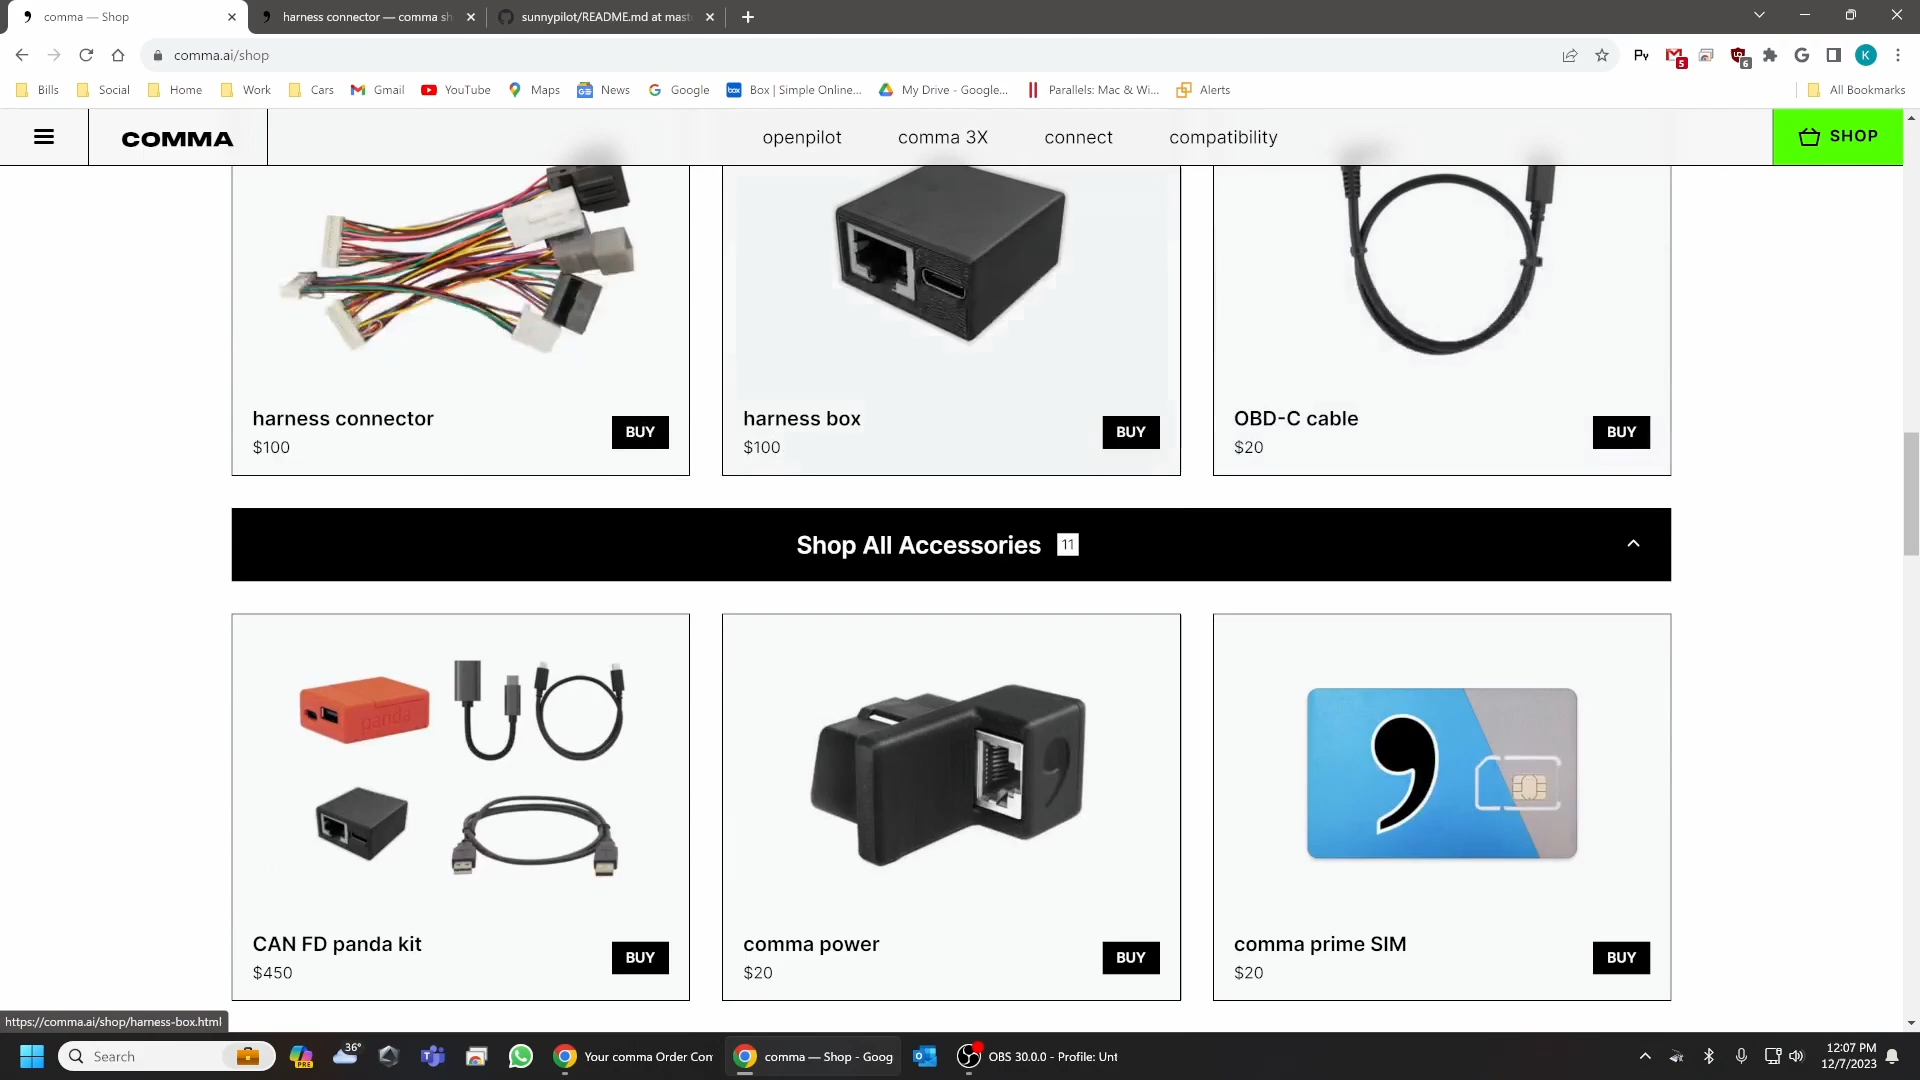 comma — Shop
harness connector — comma sh
sunnypilot/README.md at mast
comma.ai/shop
5
6
K
Bills
Social
Home
Work
Cars
Gmail
YouTube
Maps
News
Google
Box | Simple Online...
My Drive - Google...
Parallels: Mac & Wi...
Alerts
All Bookmarks
COMMA
openpilot
comma 3X
connect
compatibility
SHOP
harness connector
$100
BUY
harness box
$100
BUY
OBD-C cable
$20
BUY
Shop All Accessories 11
panda
CAN FD panda kit
$450
BUY
comma power
$20
BUY
comma prime SIM
$20
BUY
https://comma.ai/shop/harness-box.html
Search
PRE
36°
Your comma Order Con
comma — Shop - Goog
OBS 30.0.0 - Profile: Unt
12:07 PM
12/7/2023